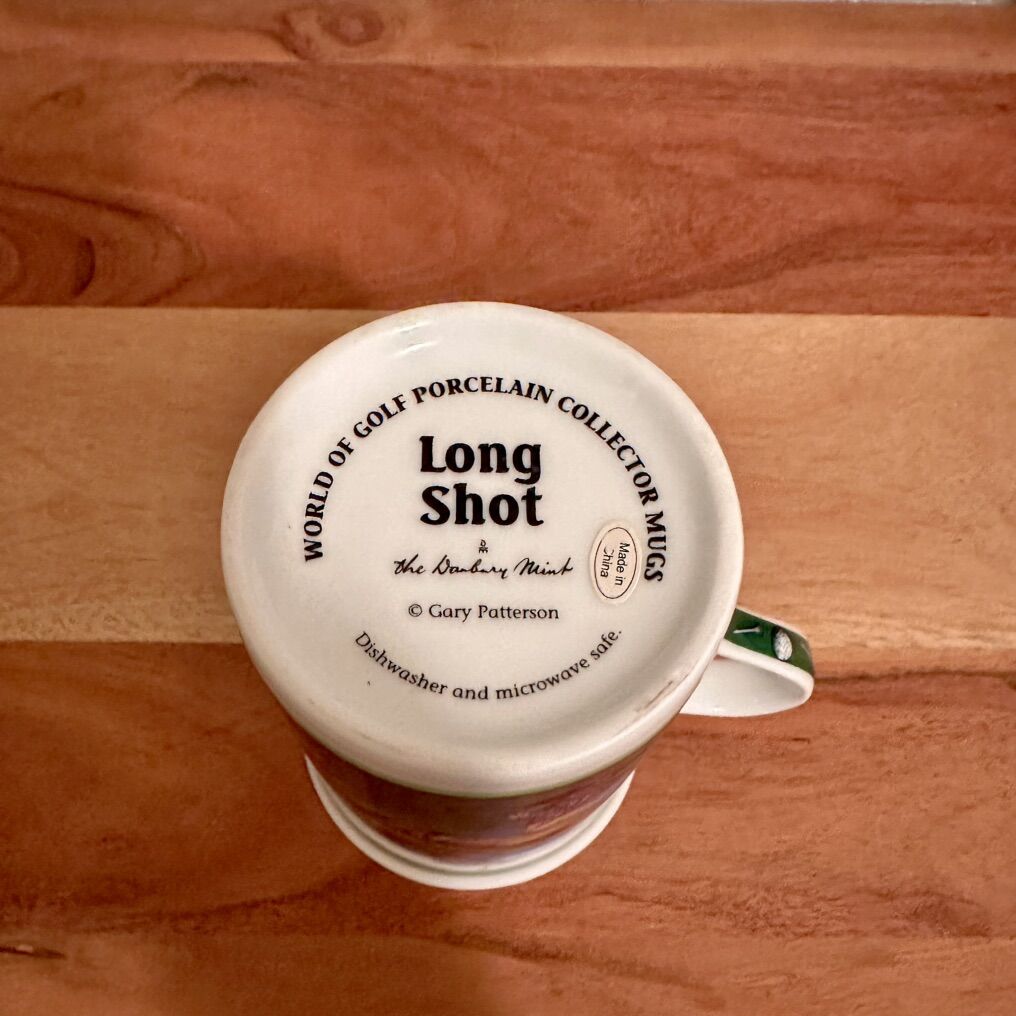 WORLD OF GOLF PORCELAIN COLLECTOR MUGS
Long
Shot
DM
the Danbury Mint
© Gary Patterson
Dishwasher and microwave safe.
Made in
China